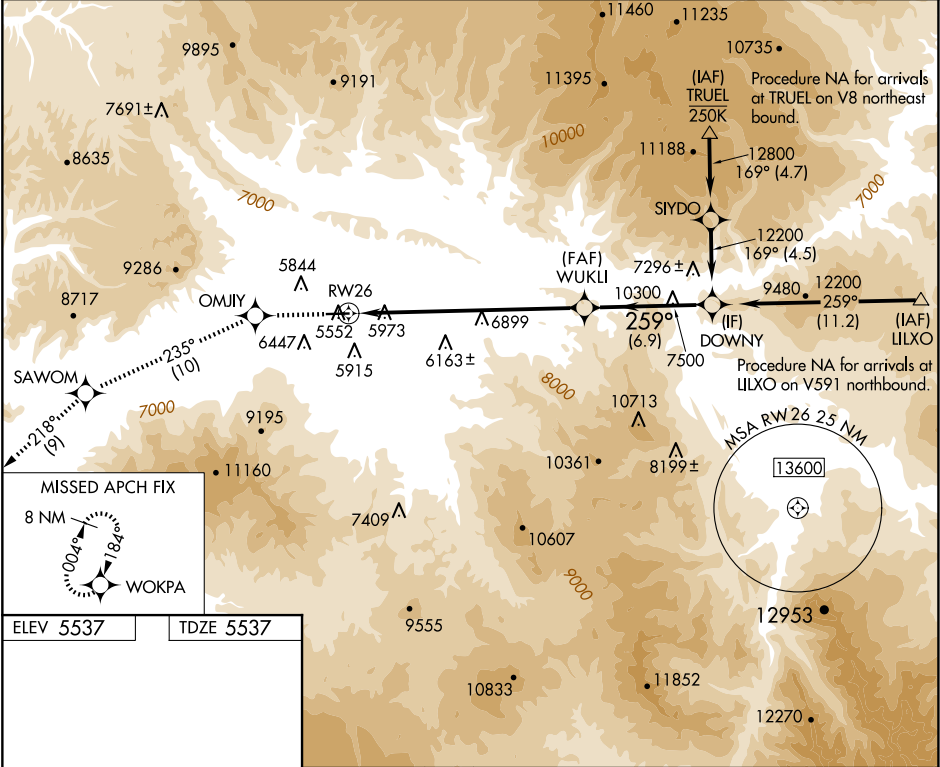 11460
11235
9895
10735
9191
11395
(IAF)
TRUEL
250K
Procedure NA for arrivals
at TRUEL on V8 northeast
bound.
7691±
10000
8635
11188
12800
169° (4.7)
7000
7000
SIYDO
12200
169° (4.5)
9286
5844
(FAF)
WUKLI
7296±
8717
OMJIY
RW26
10300
9480
12200
259°
(11.2)
5552
5973
6899
259°
(6.9)
(IF)
DOWNY
(IAF)
LILXO
6447
5915
6163±
7500
235°
(10)
Procedure NA for arrivals at
LILXO on V591 northbound.
SAWOM
8000
7000
218°
(9)
9195
10713
MSA RW 26 25 NM
11160
10361
8199±
13600
MISSED APCH FIX
8 NM
004°
184°
WOKPA
7409
10607
9000
ELEV 5537
TDZE 5537
9555
12953
10833
11852
12270